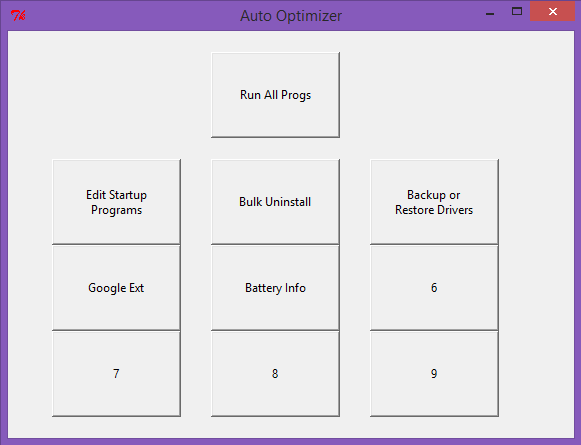 Auto Optimizer
Run All Progs
Edit Startup
Programs
Bulk Uninstall
Backup or
Restore Drivers
Google Ext
Battery Info
6
7
8
9